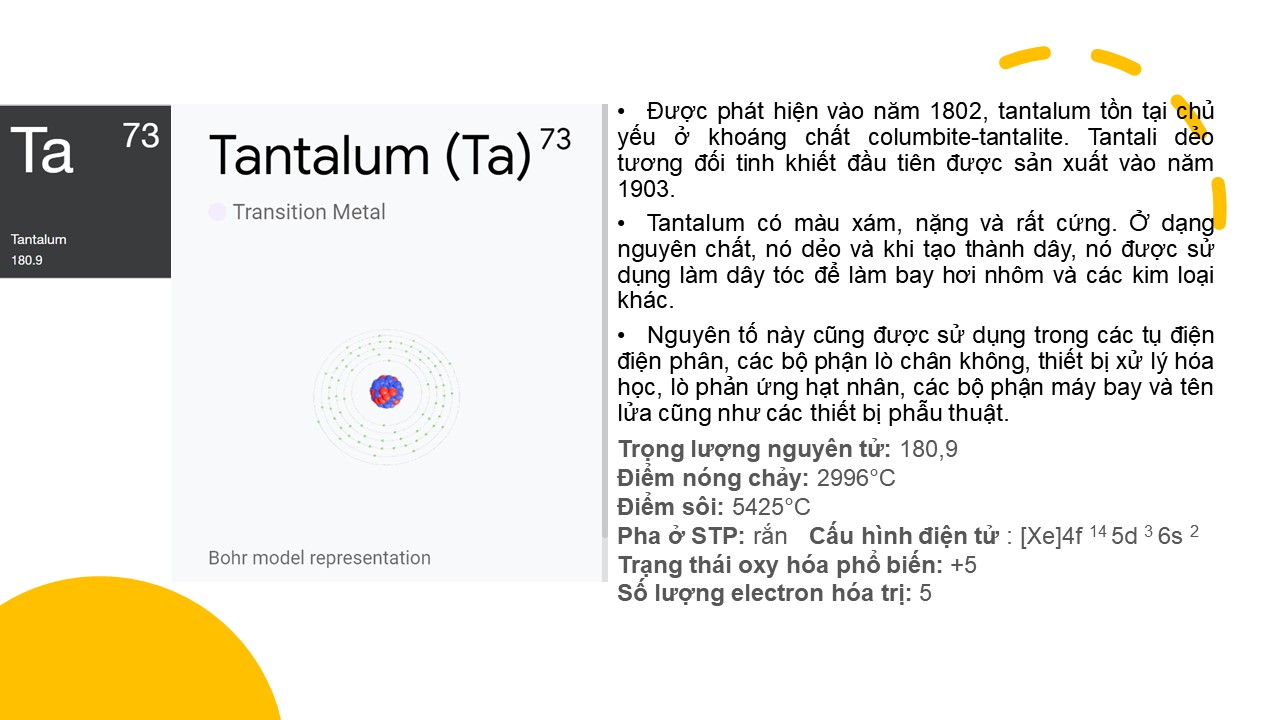 Ta 73
Tantalum
180.9
Tantalum (Ta) 73
Transition Metal
Bohr model representation
• Được phát hiện vào năm 1802, tantalum tồn tại chủ
yếu ở khoáng chất columbite-tantalite. Tantali dẻo
tương đối tinh khiết đầu tiên được sản xuất vào năm
1903.
• Tantalum có màu xám, nặng và rất cứng. Ở dạng
nguyên chất, nó dẻo và khi tạo thành dây, nó được sử
dụng làm dây tóc để làm bay hơi nhôm và các kim loại
khác.
• Nguyên tố này cũng được sử dụng trong các tụ điện
điện phân, các bộ phận lò chân không, thiết bị xử lý hóa
học, lò phản ứng hạt nhân, các bộ phận máy bay và tên
lửa cũng như các thiết bị phẫu thuật.
Trọng lượng nguyên tử: 180,9
Điểm nóng chảy: 2996°C
Điểm sôi: 5425°C
Pha ở STP: rắn Cấu hình điện tử : [Xe]4f 14 5d 3 6s 2
Trạng thái oxy hóa phổ biến: +5
Số lượng electron hóa trị: 5